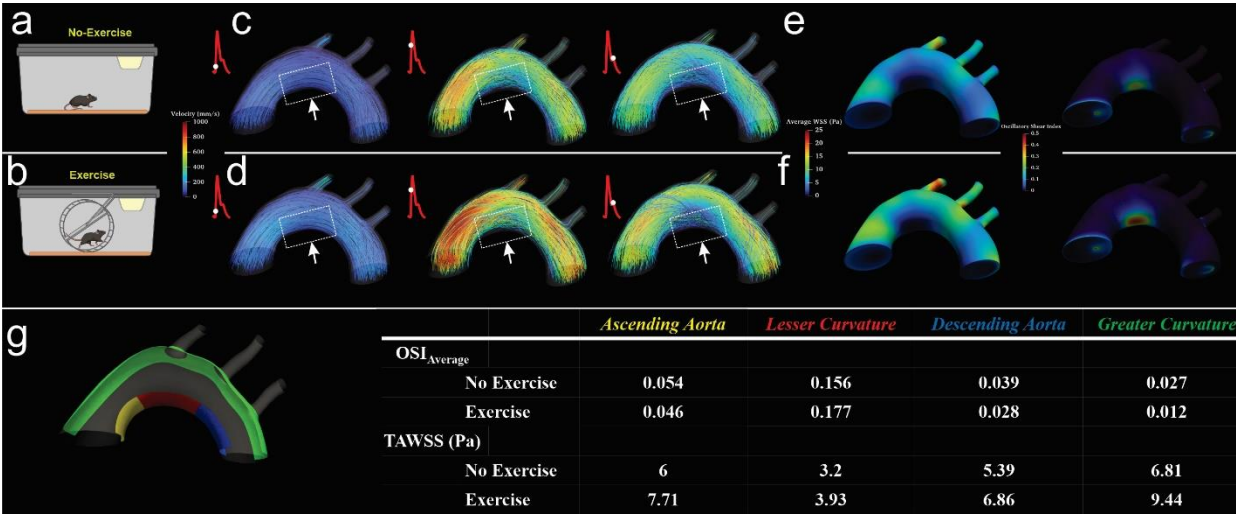 a
No-Exercise
c
e
Velocity (mm/s)
1000
800
600
400
200
0
Average WSS (Pa)
25
20
15
10
5
0
Oscillatory Shear Index
0.5
0.4
0.3
0.2
0.1
0
b
Exercise
d
f
g
Ascending Aorta Lesser Curvature Descending Aorta Greater Curvature
OSIAverage
No Exercise 0.054 0.156 0.039 0.027
Exercise 0.046 0.177 0.028 0.012
TAWSS (Pa)
No Exercise 6 3.2 5.39 6.81
Exercise 7.71 3.93 6.86 9.44